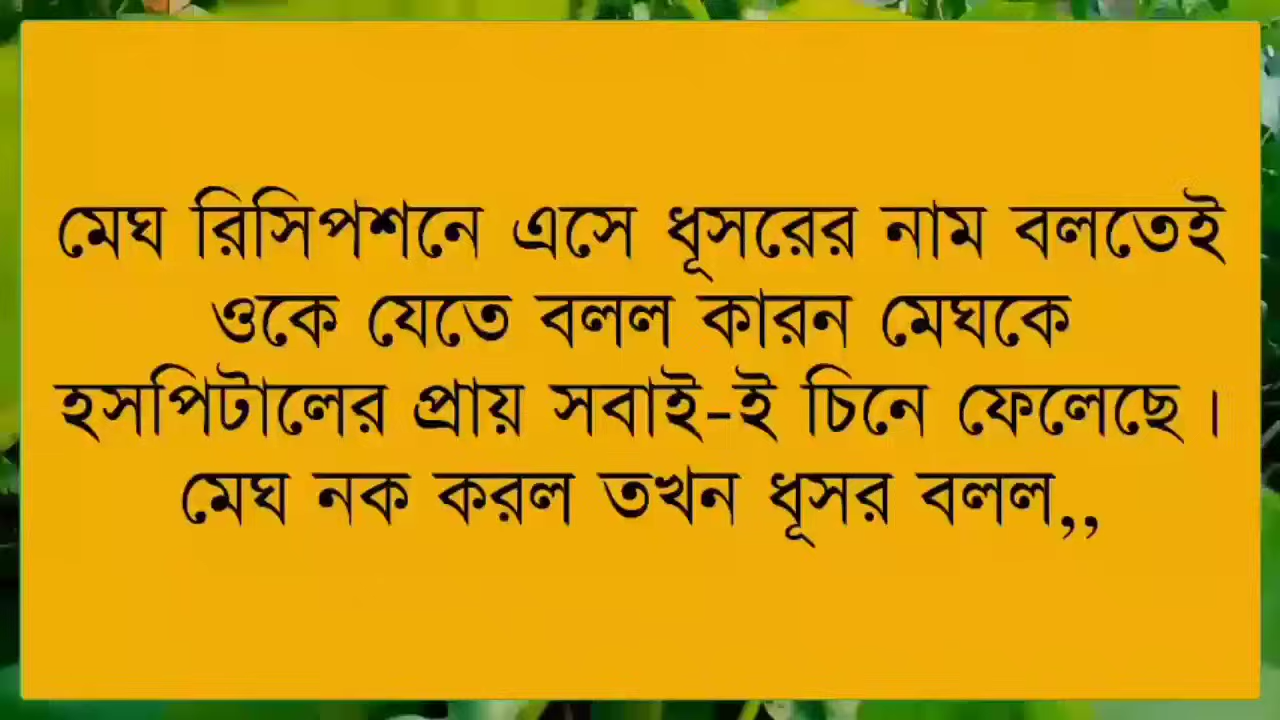 মেঘ রিসিপশনে এসে ধূসরের নাম বলতেই
ওকে যেতে বলল কারন মেঘকে
হসপিটালের প্রায় সবাই-ই চিনে ফেলেছে।
মেঘ নক করল তখন ধূসর বলল,,